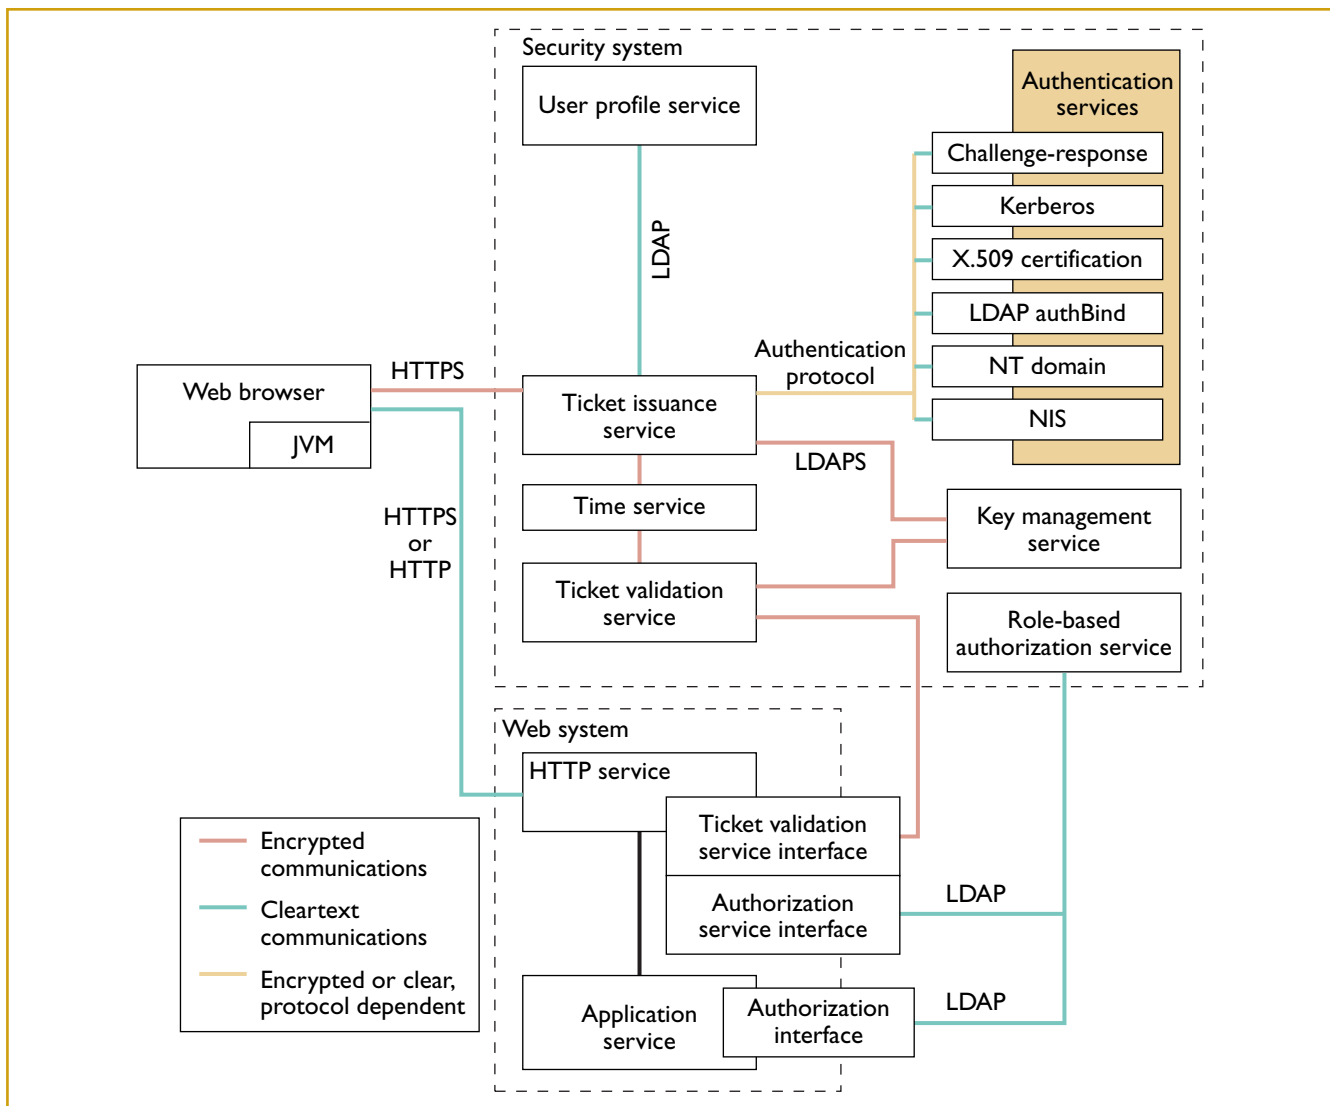 Security system
User profile service
Authentication
services
Challenge-response
Kerberos
X.509 certification
LDAP authBind
NT domain
NIS
LDAP
Authentication
protocol
HTTPS
Web browser
JVM
Ticket issuance
service
LDAPS
Time service
Key management
service
HTTPS
or
HTTP
Ticket validation
service
Role-based
authorization service
Web system
HTTP service
Ticket validation
service interface
Authorization
service interface
LDAP
Application
service
Authorization
interface
LDAP
Encrypted
communications
Cleartext
communications
Encrypted or clear,
protocol dependent